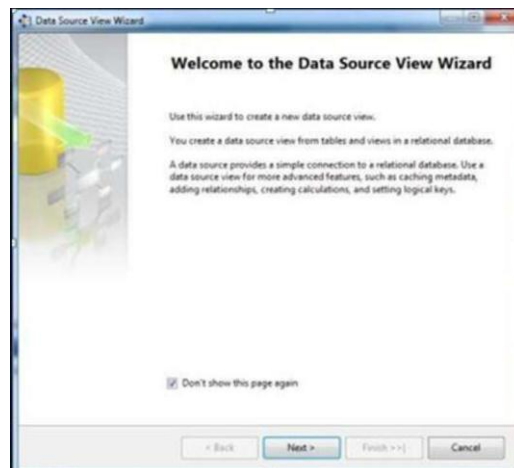 Data Source View Wizard
Welcome to the Data Source View Wizard
Use this wizard to create a new data source view.
You create a data source view from tables and views in a relational database.
A data source provides a simple connection to a relational database. Use a
data source view for more advanced features, such as caching metadata,
adding relationships, creating calculations, and setting logical keys.
Don't show this page again
< Back
Next >
Finish >>|
Cancel